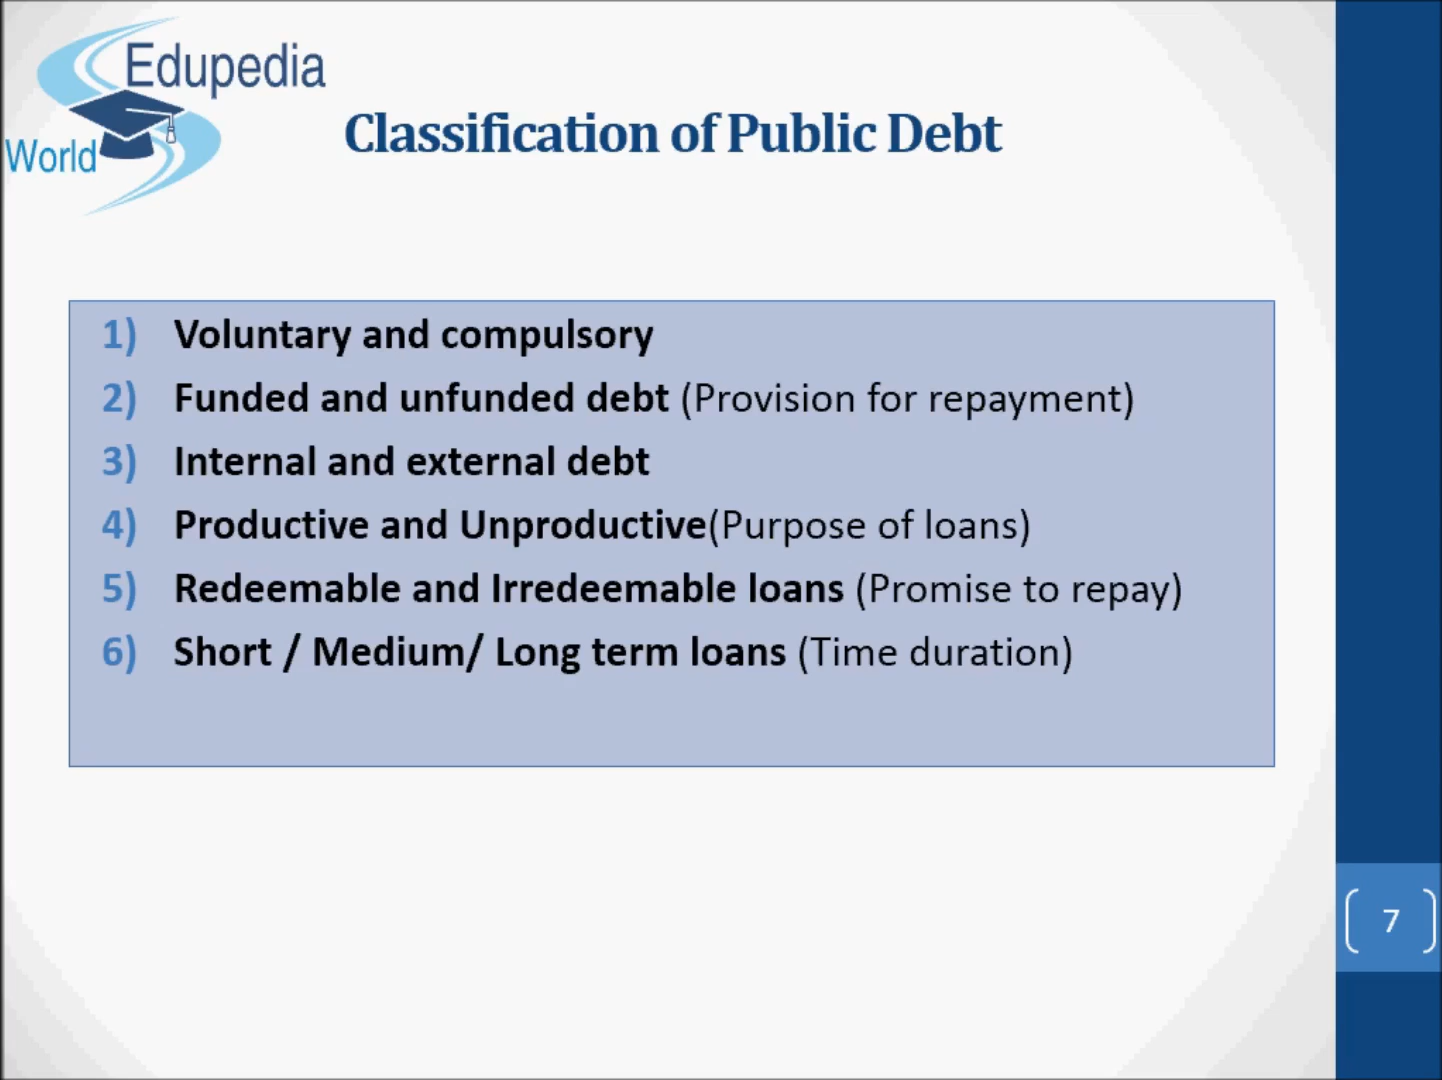 Edupedia
World
Classification of Public Debt
1) Voluntary and compulsory
2) Funded and unfunded debt (Provision for repayment)
3) Internal and external debt
4) Productive and Unproductive(Purpose of loans)
5) Redeemable and Irredeemable loans (Promise to repay)
6) Short / Medium/ Long term loans (Time duration)
7